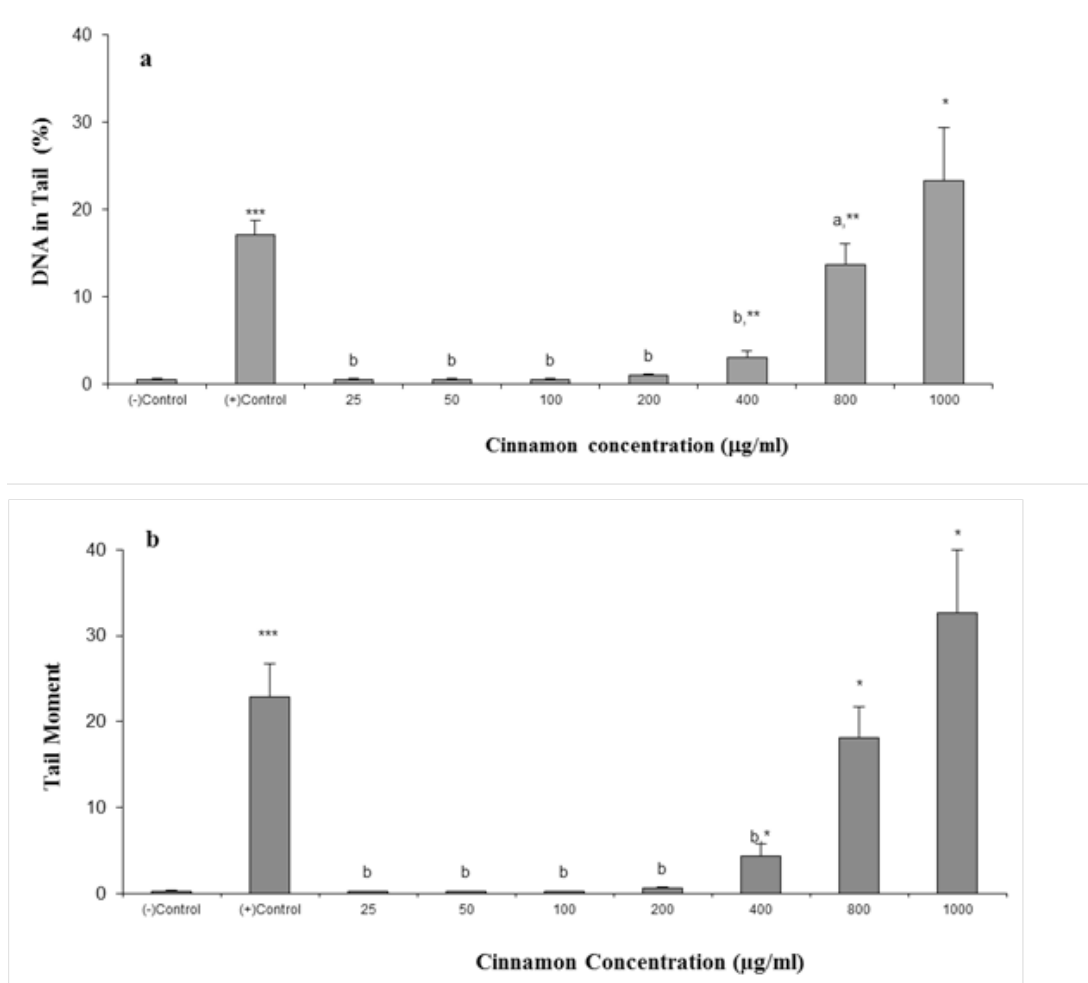 40
a
30
*
DNA in Tail (%)
20
***
a,**
10
b,**
b b b b
0
(-)Control (+)Control 25 50 100 200 400 800 1000
Cinnamon concentration (µg/ml)
b
*
40
30
***
Tail Moment
*
20
10
b,*
b b b b
0
(-)Control (+)Control 25 50 100 200 400 800 1000
Cinnamon Concentration (µg/ml)